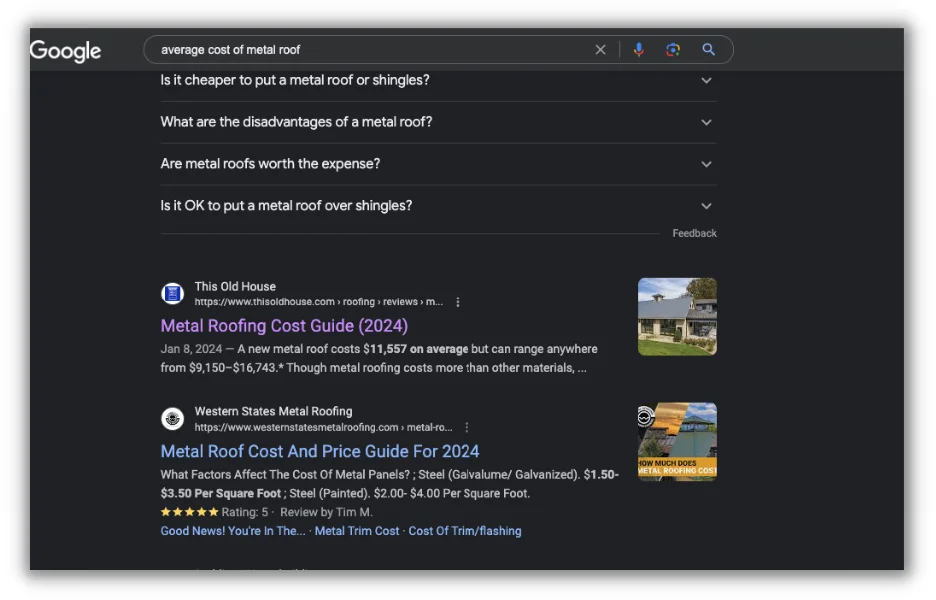 Google
average cost of metal roof
Is it cheaper to put a metal roof or shingles?
What are the disadvantages of a metal roof?
Are metal roofs worth the expense?
Is it OK to put a metal roof over shingles?
Feedback
This Old House
https://www.thisoldhouse.com › roofing › reviews › m...
Metal Roofing Cost Guide (2024)
Jan 8, 2024 — A new metal roof costs $11,557 on average but can range anywhere
from $9,150–$16,743.* Though metal roofing costs more than other materials, ...
Western States Metal Roofing
https://www.westernstatesmetalroofing.com › metal-ro...
Metal Roof Cost And Price Guide For 2024
What Factors Affect The Cost Of Metal Panels? ; Steel (Galvalume/ Galvanized). $1.50-
$3.50 Per Square Foot ; Steel (Painted). $2.00- $4.00 Per Square Foot.
Rating: 5 · Review by Tim M.
Good News! You're In The... · Metal Trim Cost · Cost Of Trim/flashing
HOW MUCH DOES
METAL ROOFING COST